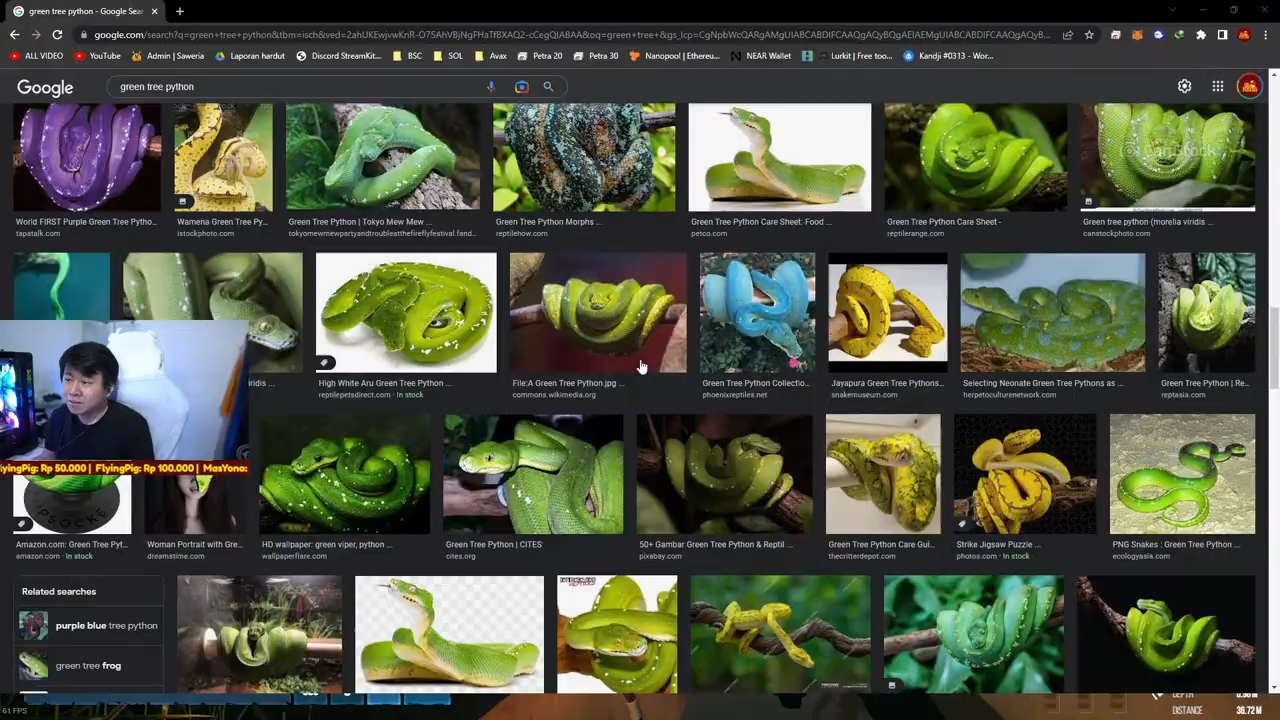 green tree python - Google Sea
google.com/search?q=green+tree+python&tbm=isch&ved=
ALL VIDEO
YouTube
Admin | Saweria
Laporan hardut
Discord StreamKit...
BSC
SOL
Avax
Petra 20
Petra 30
Nanopool | Ethereu...
NEAR Wallet
Lurkit | Free too...
Kandji #0313 - Wor...
Google
green tree python
CanStock
World FIRST Purple Green Tree Pytho...
tapatalk.com
Wamena Green Tree Py...
istockphoto.com
Green Tree Python | Tokyo Mew Mew ...
tokyomewmewpartyandtroubleatthefireflyfestival.fand...
Green Tree Python Morphs ...
reptilehow.com
Green Tree Python Care Sheet: Food ...
petco.com
Green Tree Python Care Sheet -
reptilerange.com
Green tree python (morelia viridis ...
canstockphoto.com
viridis ...
High White Aru Green Tree Python ...
reptilepetsdirect.com · In stock
File:A Green Tree Python.jpg ...
commons.wikimedia.org
Green Tree Python Collectio...
phoenixreptiles.net
Jayapura Green Tree Pythons...
snakemuseum.com
Selecting Neonate Green Tree Pythons as ...
herpetoculturenetwork.com
Green Tree Python | Re...
reptasia.com
FlyingPig: Rp 50.000 | FlyingPig: Rp 100.000 | MasYono:
Amazon.com: Green Tree Pyt...
amazon.com · In stock
Woman Portrait with Gre...
dreamstime.com
HD wallpaper: green viper, python ...
wallpaperflare.com
Green Tree Python | CITES
cites.org
50+ Gambar Green Tree Python & Reptil ...
pixabay.com
Green Tree Python Care Gui...
thecritterdepot.com
Strike Jigsaw Puzzle ...
photos.com · In stock
PNG Snakes : Green Tree Python ...
ecologyasia.com
Related searches
purple blue tree python
green tree frog
61 FPS
DEPTH
DISTANCE
36.72 M